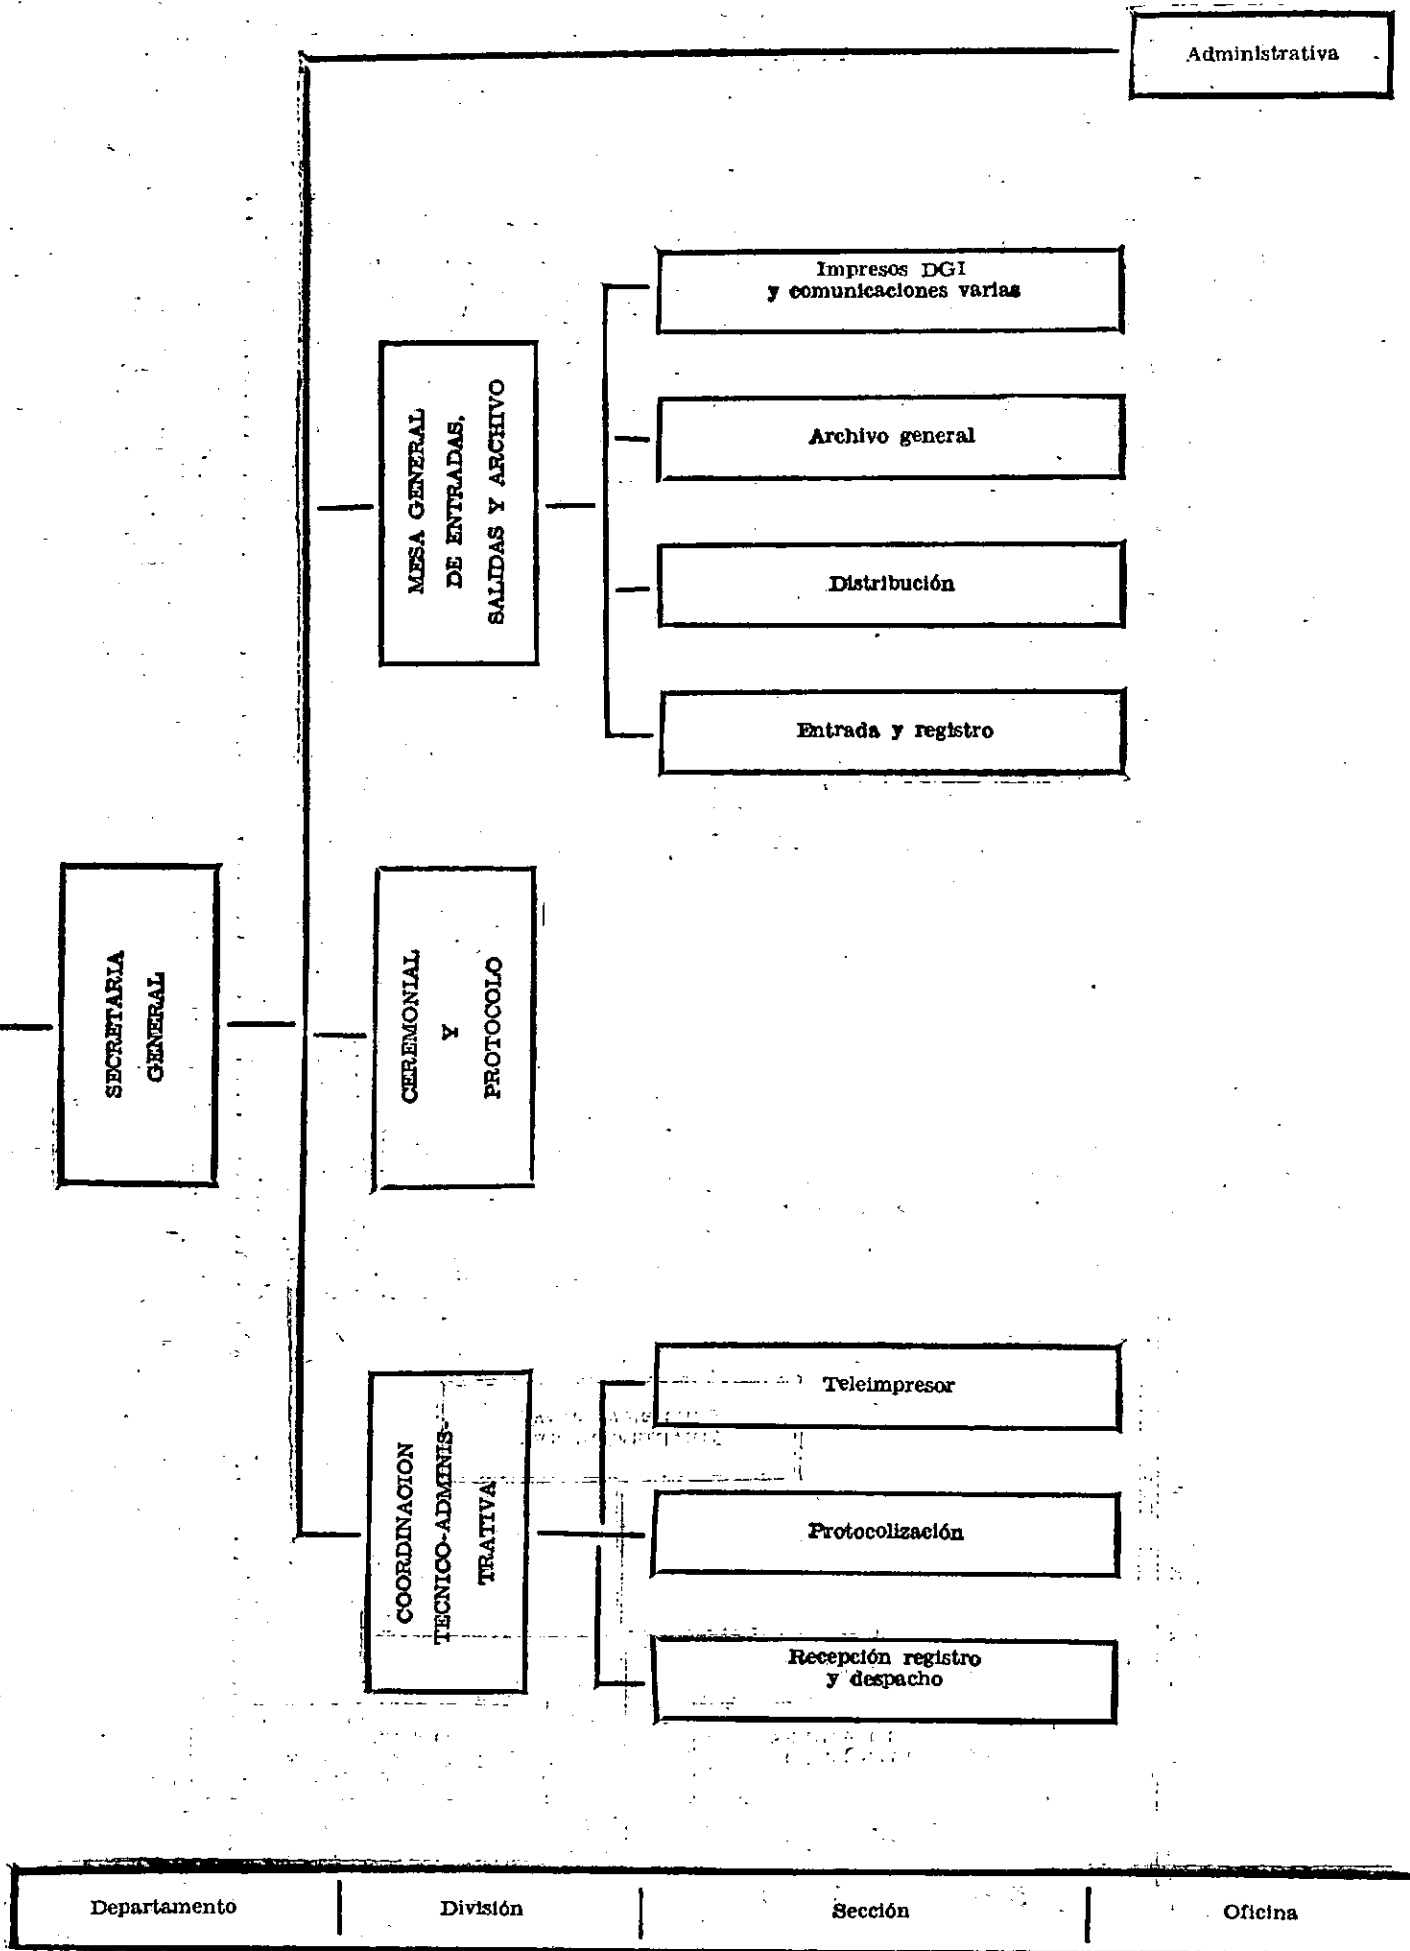 Administrativa
Impresos DGI
y comunicaciones varias
MESA GENERAL
DE ENTRADAS,
SALIDAS Y ARCHIVO
Archivo general
Distribución
Entrada y registro
SECRETARIA
GENERAL
CEREMONIAL
Y
PROTOCOLO
COORDINACION
TECNICO-ADMINIS-
TRATIVA
Teleimpresor
Protocolización
Recepción registro
y despacho
Departamento
División
Sección
Oficina